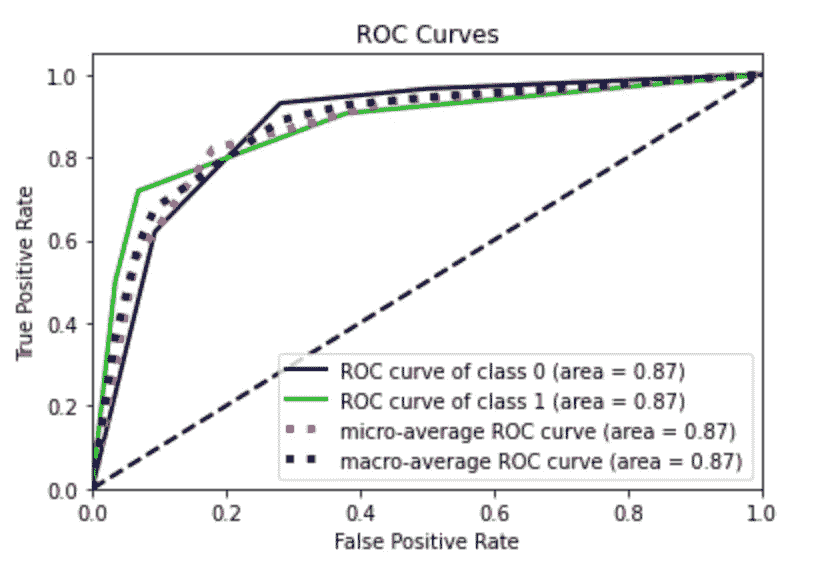 ROC Curves
True Positive Rate
1.0
0.8
0.6
0.4
0.2
0.0
ROC curve of class 0 (area = 0.87)
ROC curve of class 1 (area = 0.87)
micro-average ROC curve (area = 0.87)
macro-average ROC curve (area = 0.87)
0.0 0.2 0.4 0.6 0.8 1.0
False Positive Rate